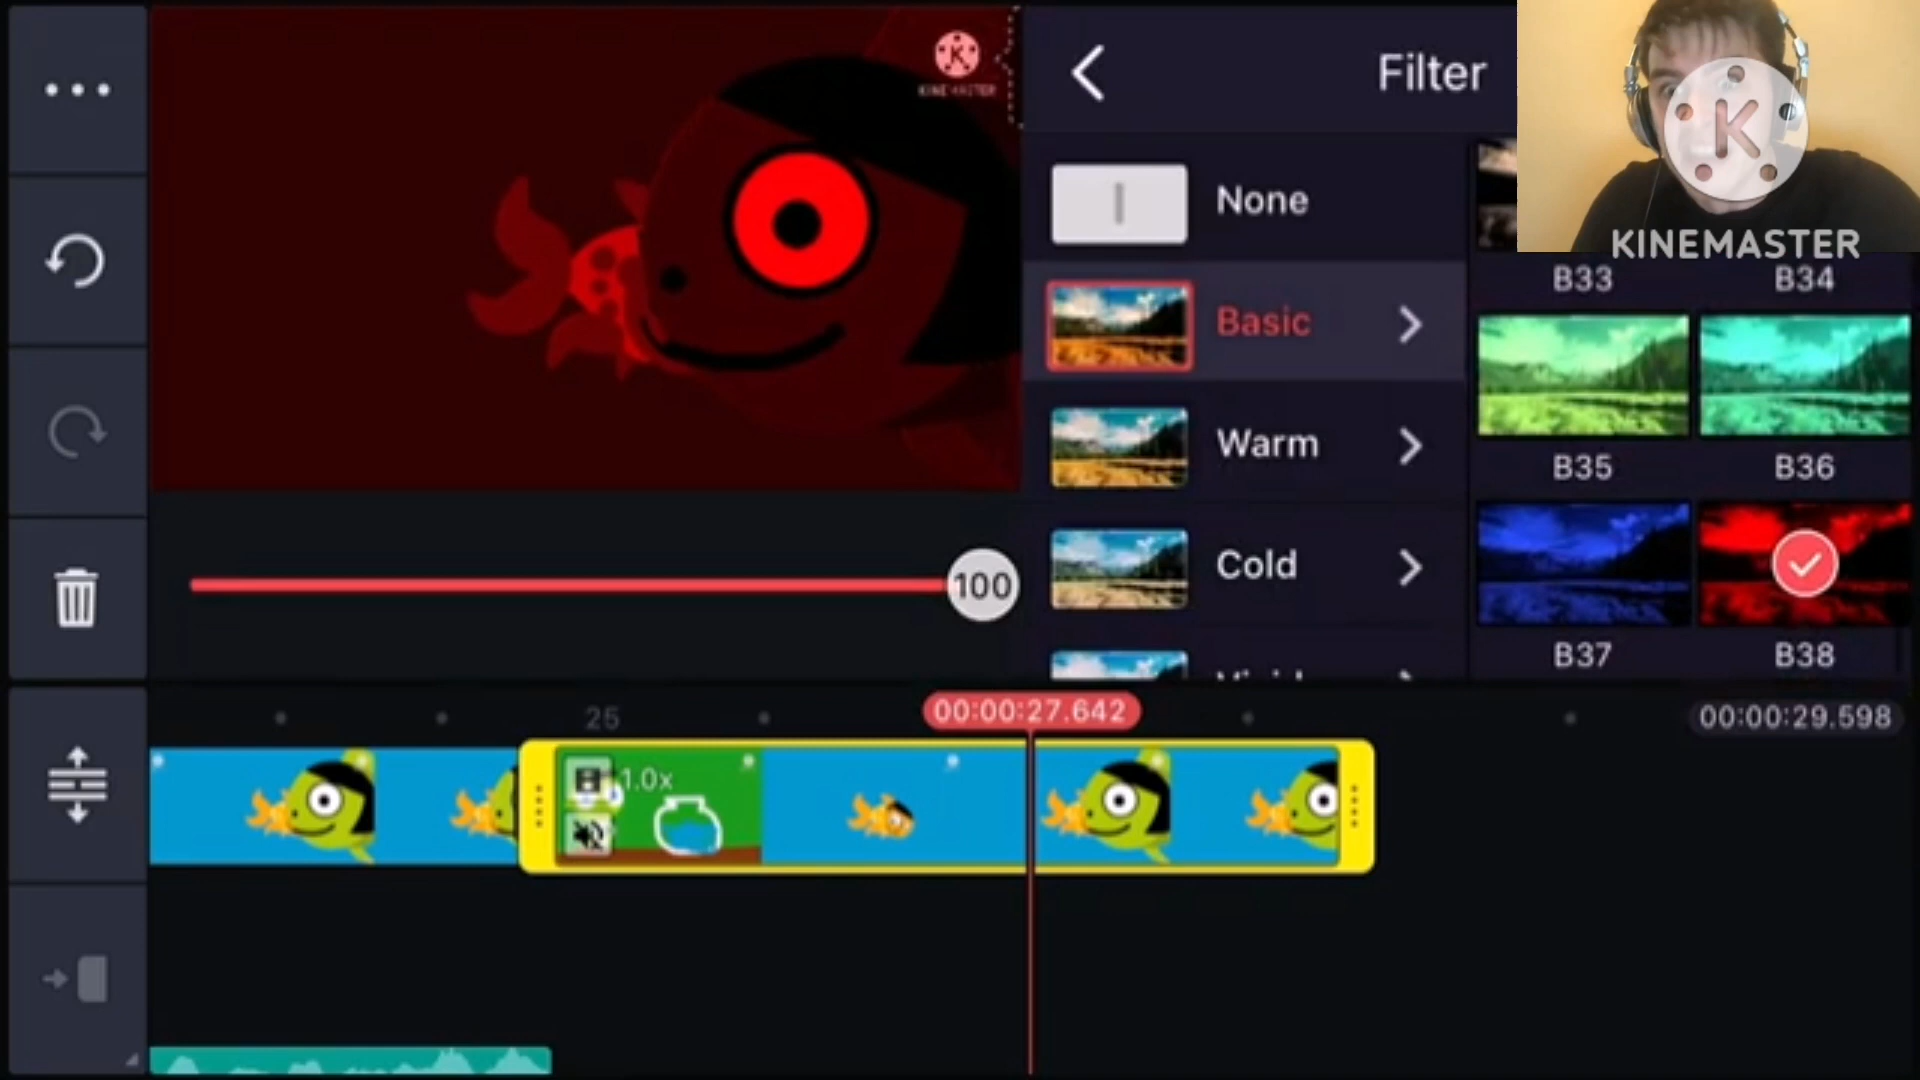 KINEMASTER
Filter
KINEMASTER
None
Basic
Warm
Cold
B33
B34
B35
B36
B37
B38
100
25
00:00:27.642
00:00:29.598
1.0x